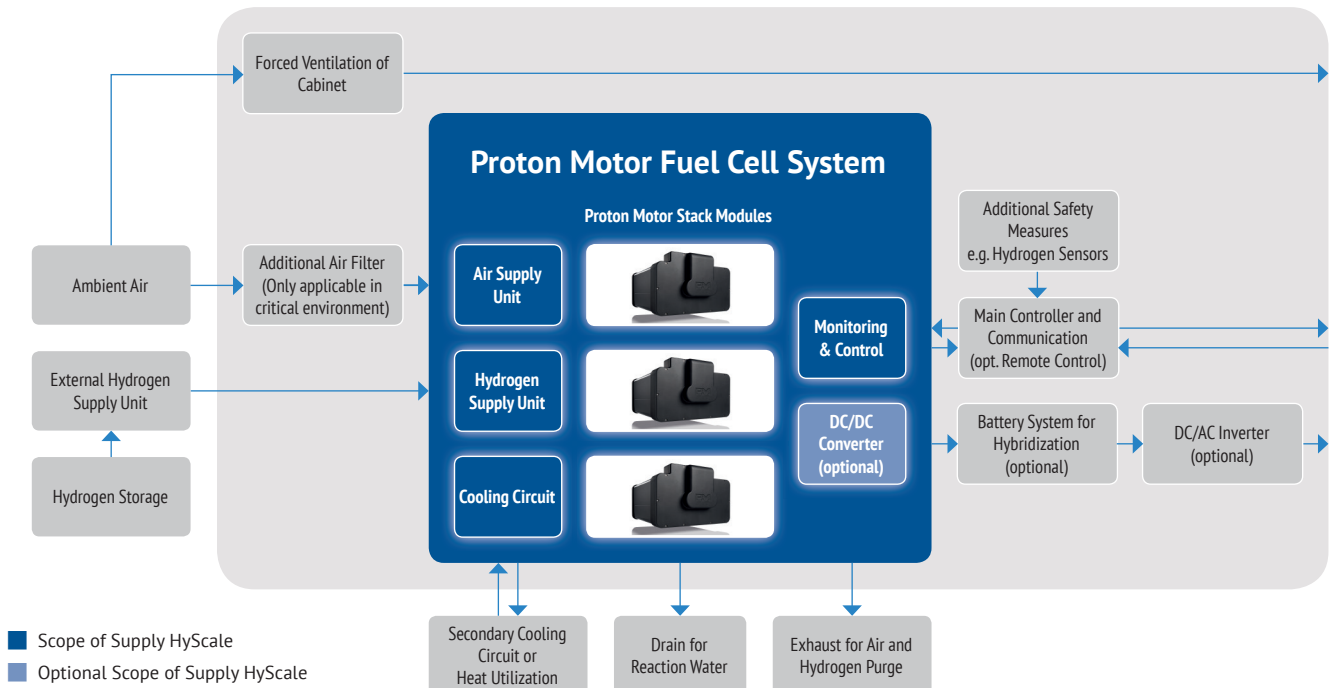 Forced Ventilation of
Cabinet
Proton Motor Fuel Cell System
Proton Motor Stack Modules
Ambient Air
Additional Air Filter
(Only applicable in
critical environment)
Air Supply
Unit
Additional Safety
Measures
e.g. Hydrogen Sensors
Monitoring
& Control
Main Controller and
Communication
(opt. Remote Control)
External Hydrogen
Supply Unit
Hydrogen
Supply Unit
DC/DC
Converter
(optional)
Battery System for
Hybridization
(optional)
DC/AC Inverter
(optional)
Hydrogen Storage
Cooling Circuit
Secondary Cooling
Circuit or
Heat Utilization
Drain for
Reaction Water
Exhaust for Air and
Hydrogen Purge
Scope of Supply HyScale
Optional Scope of Supply HyScale